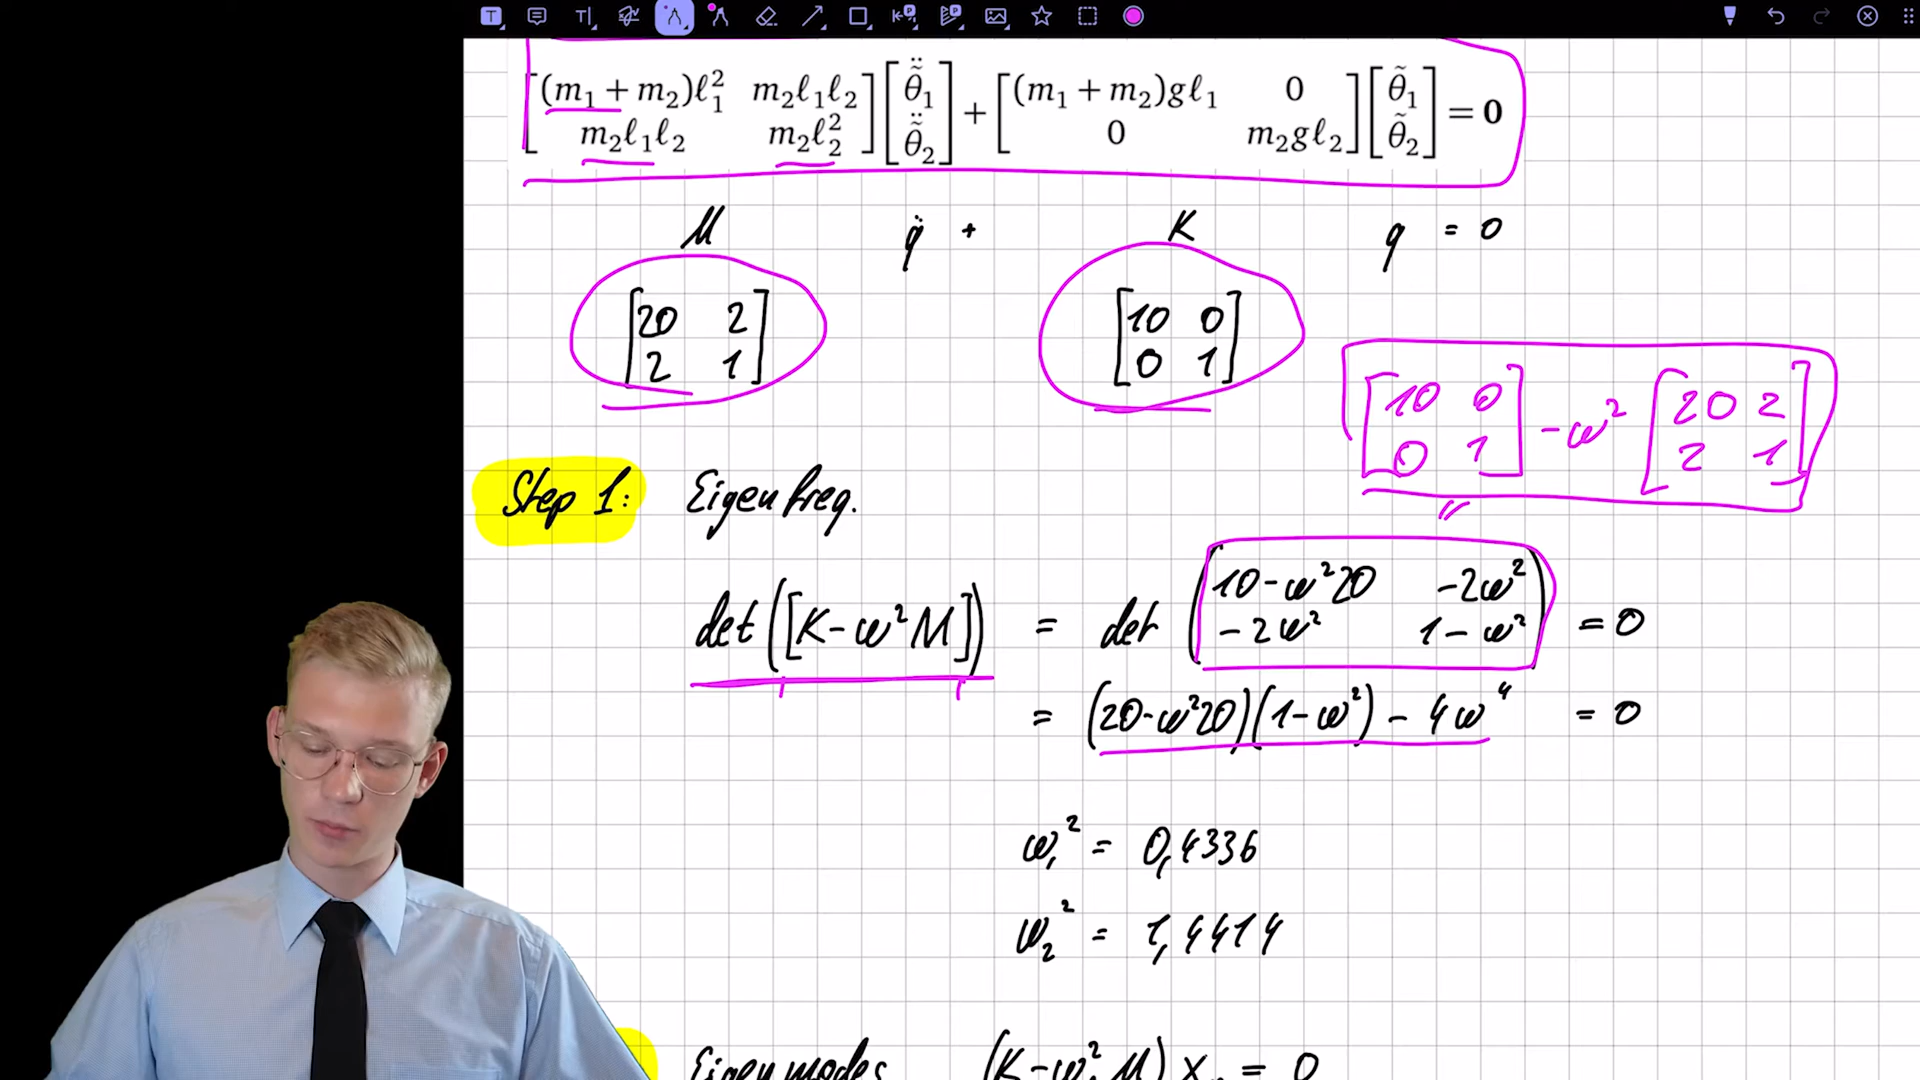 [(m₁ + m₂)ℓ₁² m₂ℓ₁ℓ₂] [θ̃̈₁] + [(m₁ + m₂)gℓ₁ 0] [θ̃₁] = 0
[m₂ℓ₁ℓ₂ m₂ℓ₂²] [θ̃̈₂] [0 m₂gℓ₂] [θ̃₂]
M q̈ + K q = 0
[20 2] [10 0]
[2 1] [0 1]
[10 0] -ω² [20 2]
[0 1] [2 1]
Step 1: Eigenfreq.
det([K-ω²M]) = det (10-ω²20 -2ω²) = 0
(-2ω² 1-ω²)
= (20-ω²20)(1-ω²) - 4ω⁴ = 0
ω₁² = 0,4336
ω₂² = 1,4414
Eigenmodes